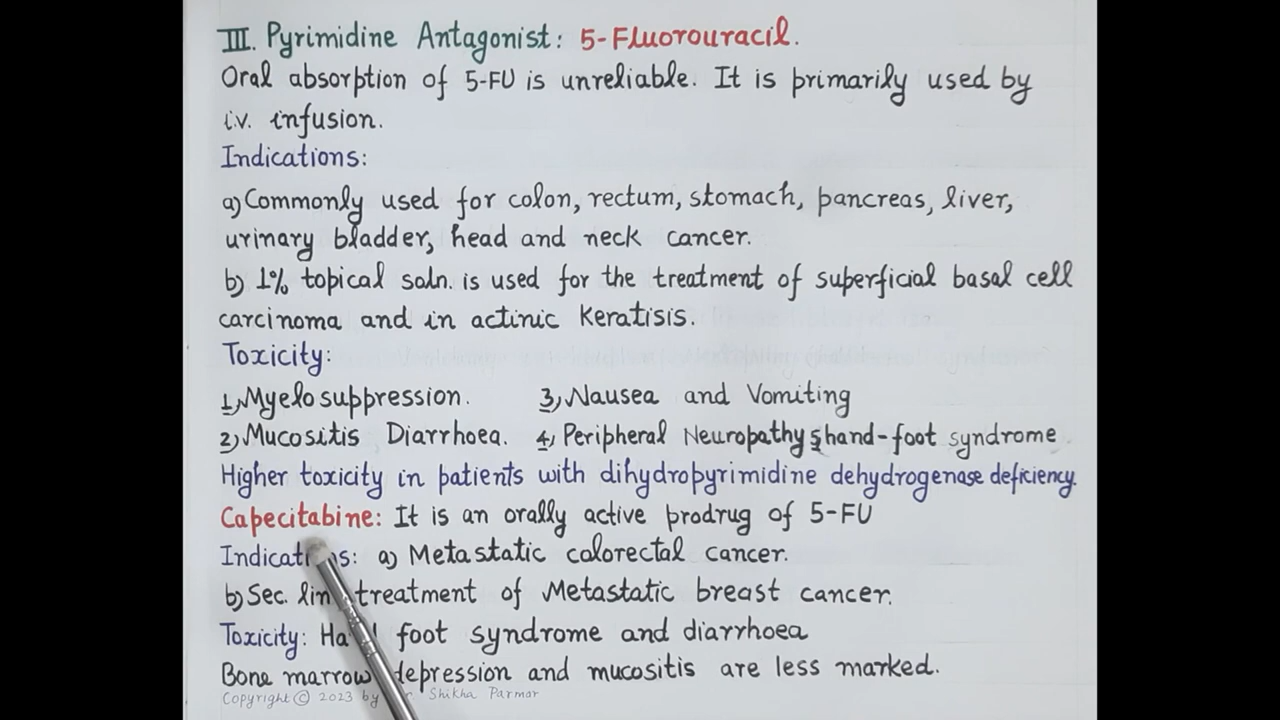 III. Pyrimidine Antagonist: 5-Fluorouracil.
Oral absorption of 5-FU is unreliable. It is primarily used by
i.v. infusion.
Indications:
a) Commonly used for colon, rectum, stomach, pancreas, liver,
urinary bladder, head and neck cancer.
b) 1% topical soln. is used for the treatment of superficial basal cell
carcinoma and in actinic Keratisis.
Toxicity:
1, Myelosuppression. 3, Nausea and Vomiting
2) Mucositis Diarrhoea. 4, Peripheral Neuropathy & hand-foot syndrome
Higher toxicity in patients with dihydropyrimidine dehydrogenase deficiency.
Capecitabine: It is an orally active prodrug of 5-FU
a) Metastatic colorectal cancer.
b) Sec. treatment of Metastatic breast cancer.
Toxicity: foot syndrome and diarrhoea
Bone marrow depression and mucositis are less marked.
Copyright © 2023 by Shikha Parmar